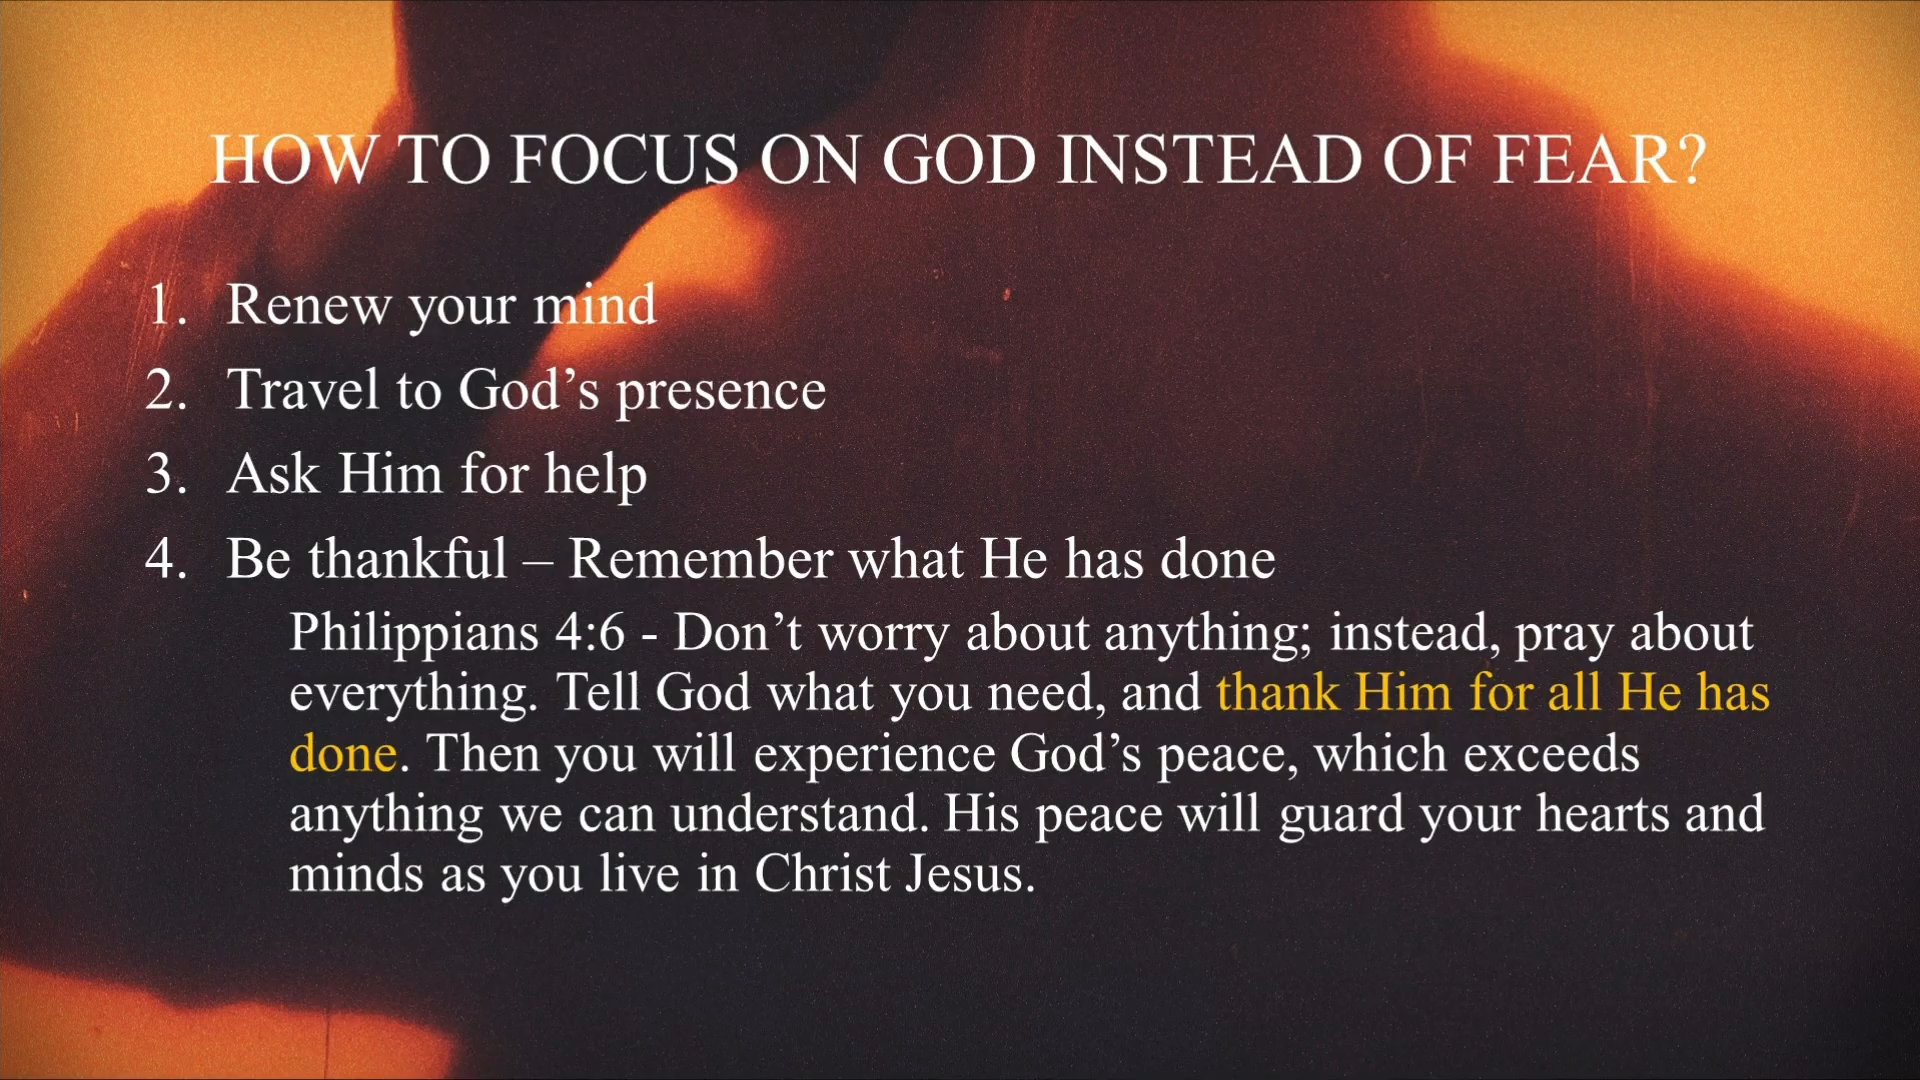 HOW TO FOCUS ON GOD INSTEAD OF FEAR?
1. Renew your mind
2. Travel to God’s presence
3. Ask Him for help
4. Be thankful – Remember what He has done
Philippians 4:6 - Don’t worry about anything; instead, pray about
everything. Tell God what you need, and thank Him for all He has
done. Then you will experience God’s peace, which exceeds
anything we can understand. His peace will guard your hearts and
minds as you live in Christ Jesus.